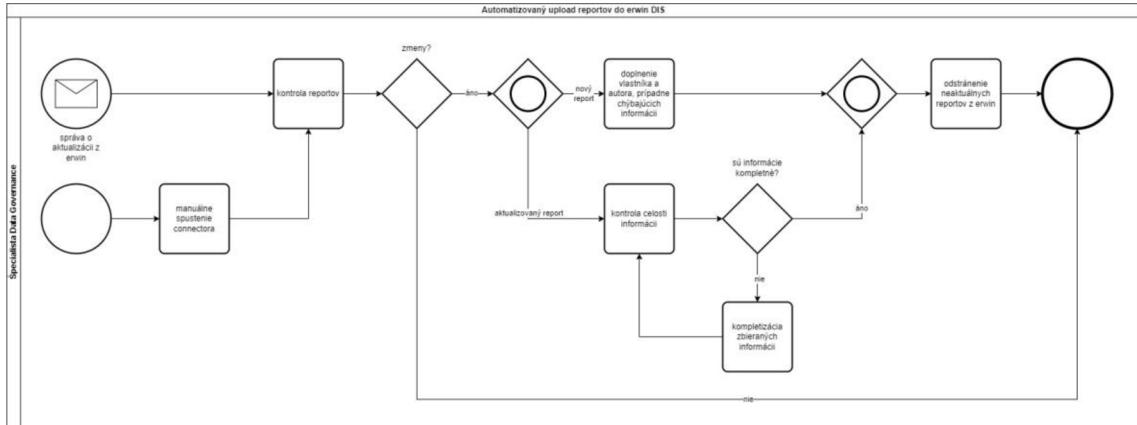 Automatizovaný upload reportov do erwin DIS
Špecialista Data Governance
správa o
aktualizácii z
erwin
manuálne
spustenie
connectora
kontrola reportov
zmeny?
áno
nový
report
aktualizovaný report
doplnenie
vlastníka a
autora, prípadne
chýbajúcich
informácií
kontrola celosti
informácií
sú informácie
kompletné?
áno
nie
kompletizácia
zbieraných
informácií
odstránenie
neaktuálnych
reportov z erwin
nie